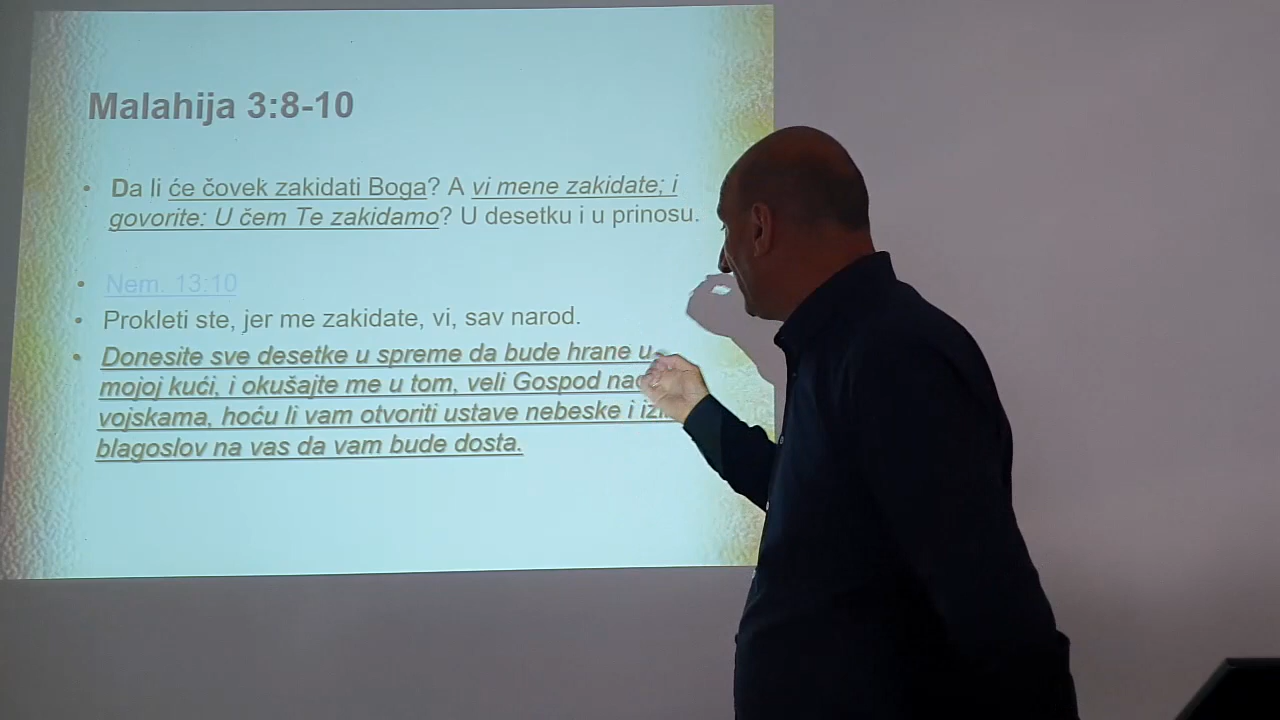 Malahija 3:8-10
• Da li će čovek zakidati Boga? A vi mene zakidate; i
govorite: U čem Te zakidamo? U desetku i u prinosu.
• Nem. 13:10
• Prokleti ste, jer me zakidate, vi, sav narod.
• Donesite sve desetke u spreme da bude hrane u
mojoj kući, i okušajte me u tom, veli Gospod
vojskama, hoću li vam otvoriti ustave nebeske i
blagoslov na vas da vam bude dosta.